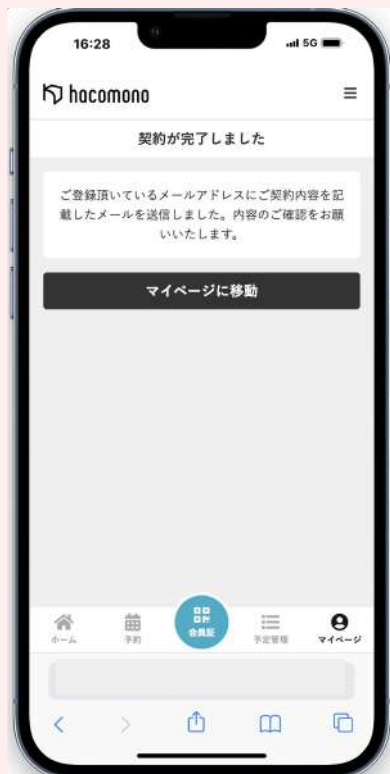 16:28
5G
hacomono
契約が完了しました
ご登録頂いているメールアドレスにご契約内容を記
載したメールを送信しました。内容のご確認をお願
いいたします。
マイページに移動
ホーム
予約
会員証
予定管理
マイページ